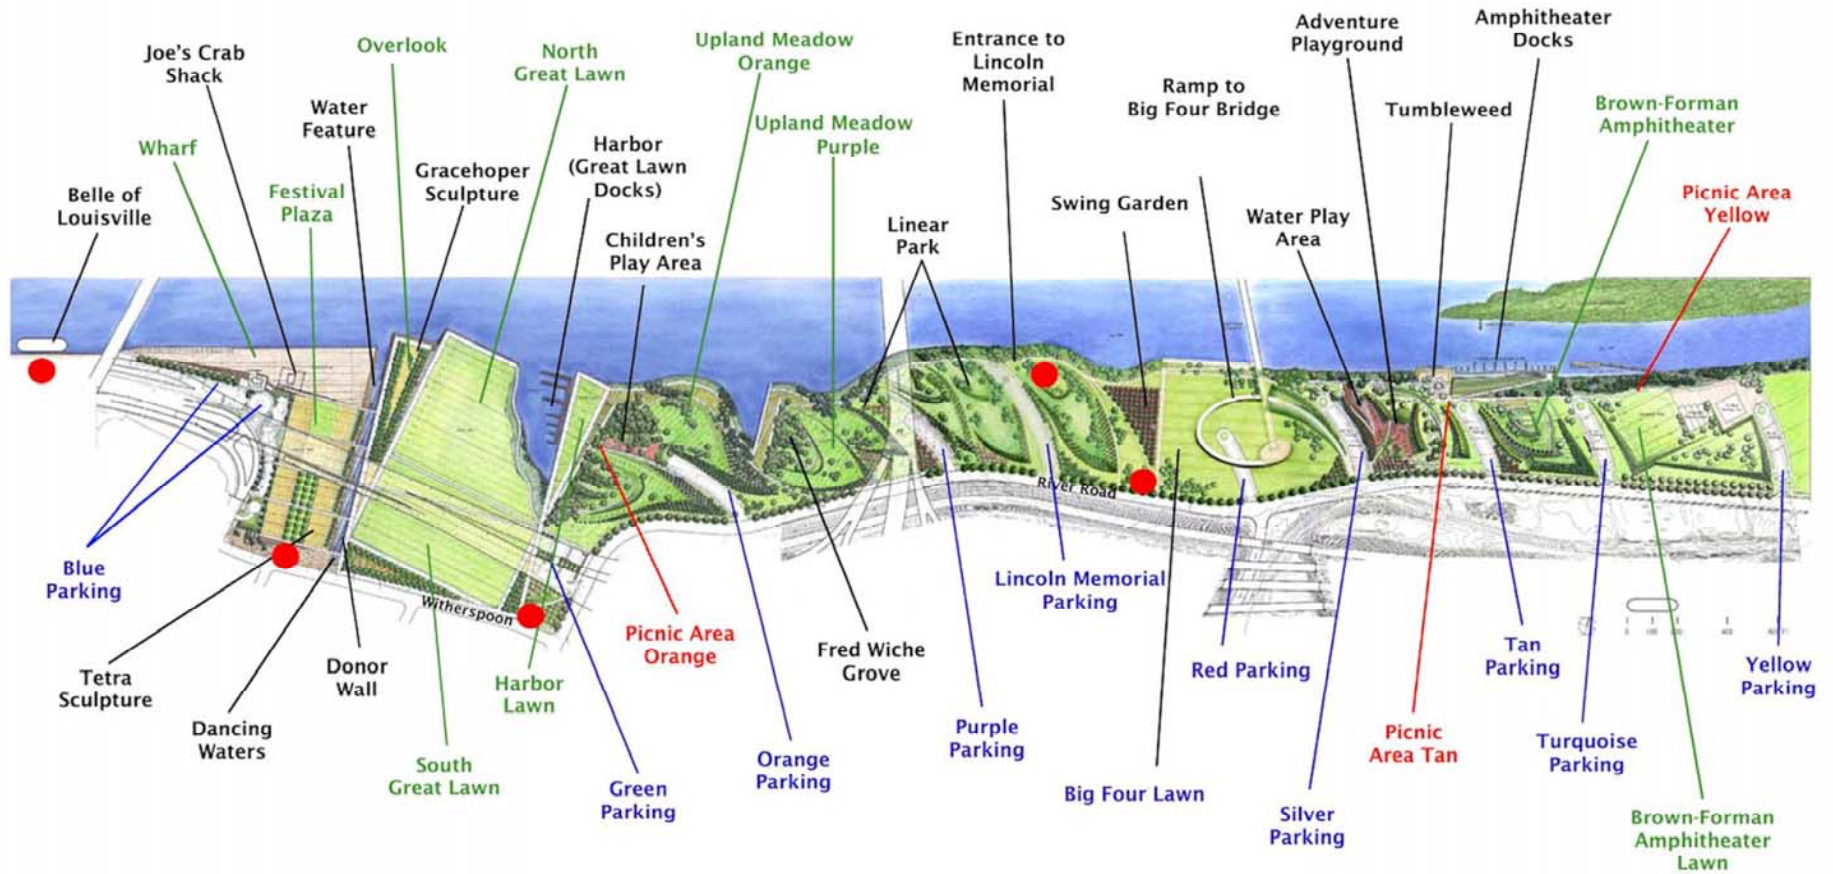 Joe's Crab
Shack
Overlook
North
Great Lawn
Upland Meadow
Orange
Entrance to
Lincoln
Memorial
Adventure
Playground
Amphitheater
Docks
Water
Feature
Wharf
Gracehoper
Sculpture
Harbor
(Great Lawn
Docks)
Upland Meadow
Purple
Ramp to
Big Four Bridge
Tumbleweed
Brown-Forman
Amphitheater
Belle of
Louisville
Festival
Plaza
Children's
Play Area
Linear
Park
Swing Garden
Water Play
Area
Picnic Area
Yellow
River Road
Witherspoon
Blue
Parking
Tetra
Sculpture
Dancing
Waters
Donor
Wall
South
Great Lawn
Harbor
Lawn
Picnic Area
Orange
Green
Parking
Orange
Parking
Fred Wiche
Grove
Purple
Parking
Lincoln Memorial
Parking
Big Four Lawn
Red Parking
Silver
Parking
Picnic
Area Tan
Tan
Parking
Turquoise
Parking
Brown-Forman
Amphitheater
Lawn
Yellow
Parking